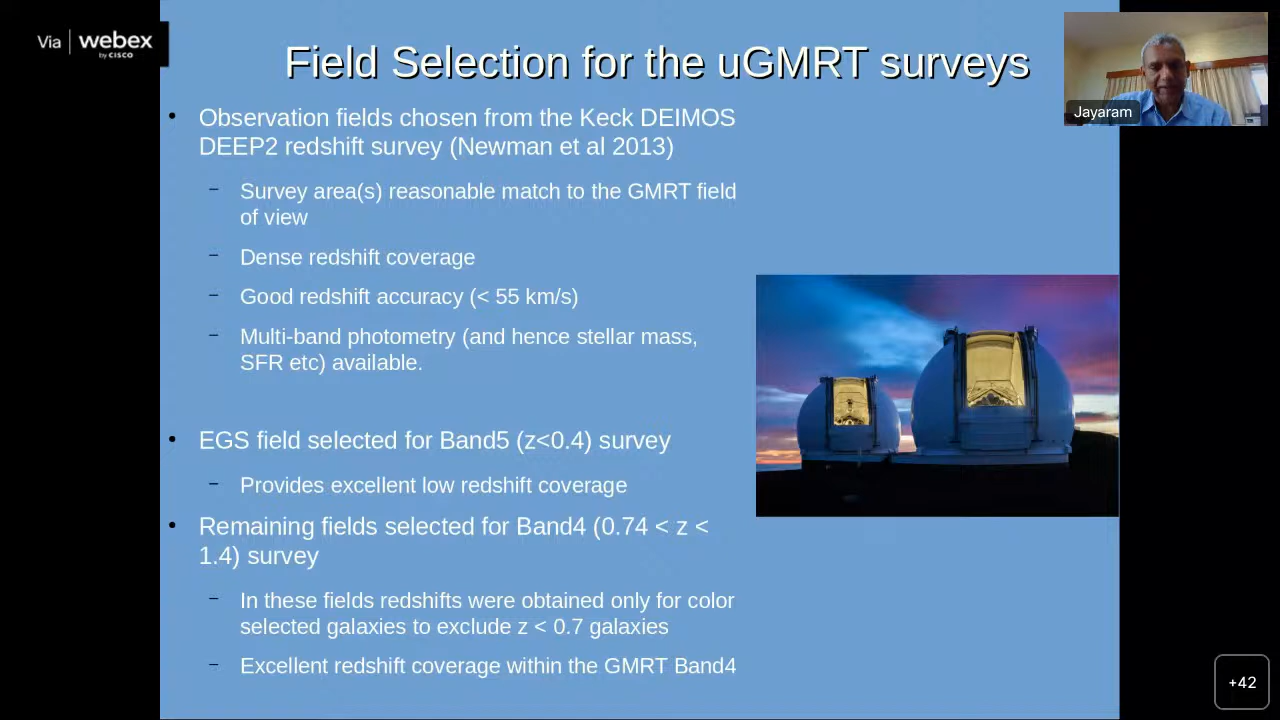 Via webex
by CISCO
Field Selection for the uGMRT surveys
Jayaram
• Observation fields chosen from the Keck DEIMOS
DEEP2 redshift survey (Newman et al 2013)
– Survey area(s) reasonable match to the GMRT field
of view
– Dense redshift coverage
– Good redshift accuracy (< 55 km/s)
– Multi-band photometry (and hence stellar mass,
SFR etc) available.
• EGS field selected for Band5 (z<0.4) survey
– Provides excellent low redshift coverage
• Remaining fields selected for Band4 (0.74 < z <
1.4) survey
– In these fields redshifts were obtained only for color
selected galaxies to exclude z < 0.7 galaxies
– Excellent redshift coverage within the GMRT Band4
+42